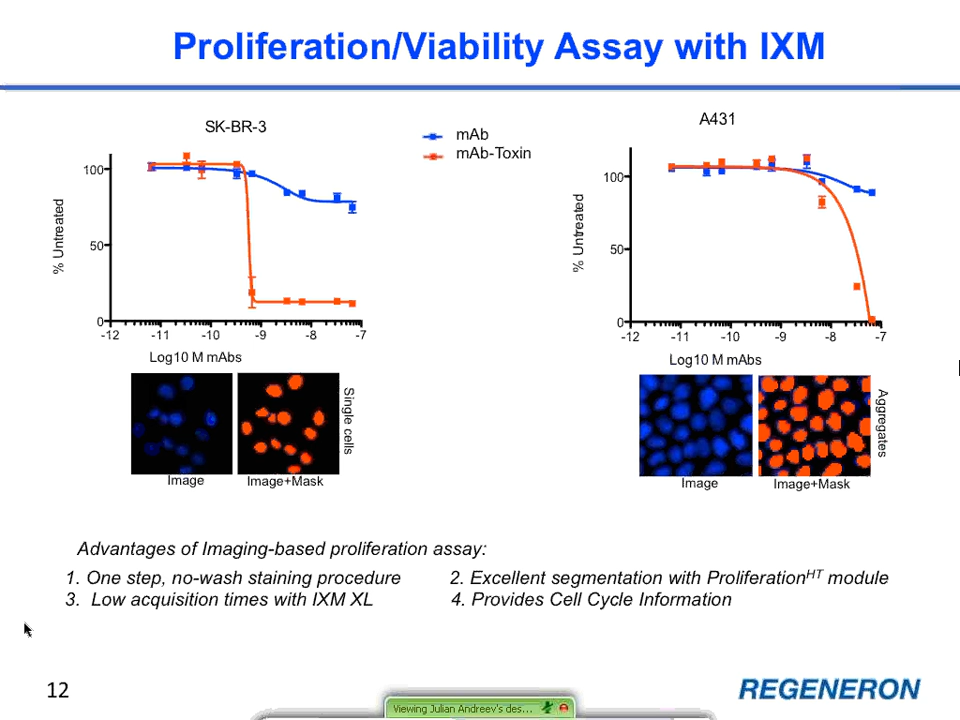 Proliferation/Viability Assay with IXM
SK-BR-3
mAb
mAb-Toxin
A431
% Untreated
100
50
0
-12 -11 -10 -9 -8 -7
Log10 M mAbs
% Untreated
100
50
0
-12 -11 -10 -9 -8 -7
Log10 M mAbs
Single cells
Image Image+Mask
Aggregates
Image Image+Mask
Advantages of Imaging-based proliferation assay:
1. One step, no-wash staining procedure
2. Excellent segmentation with ProliferationHT module
3. Low acquisition times with IXM XL
4. Provides Cell Cycle Information
12
REGENERON
Viewing Julian Andreev's des...